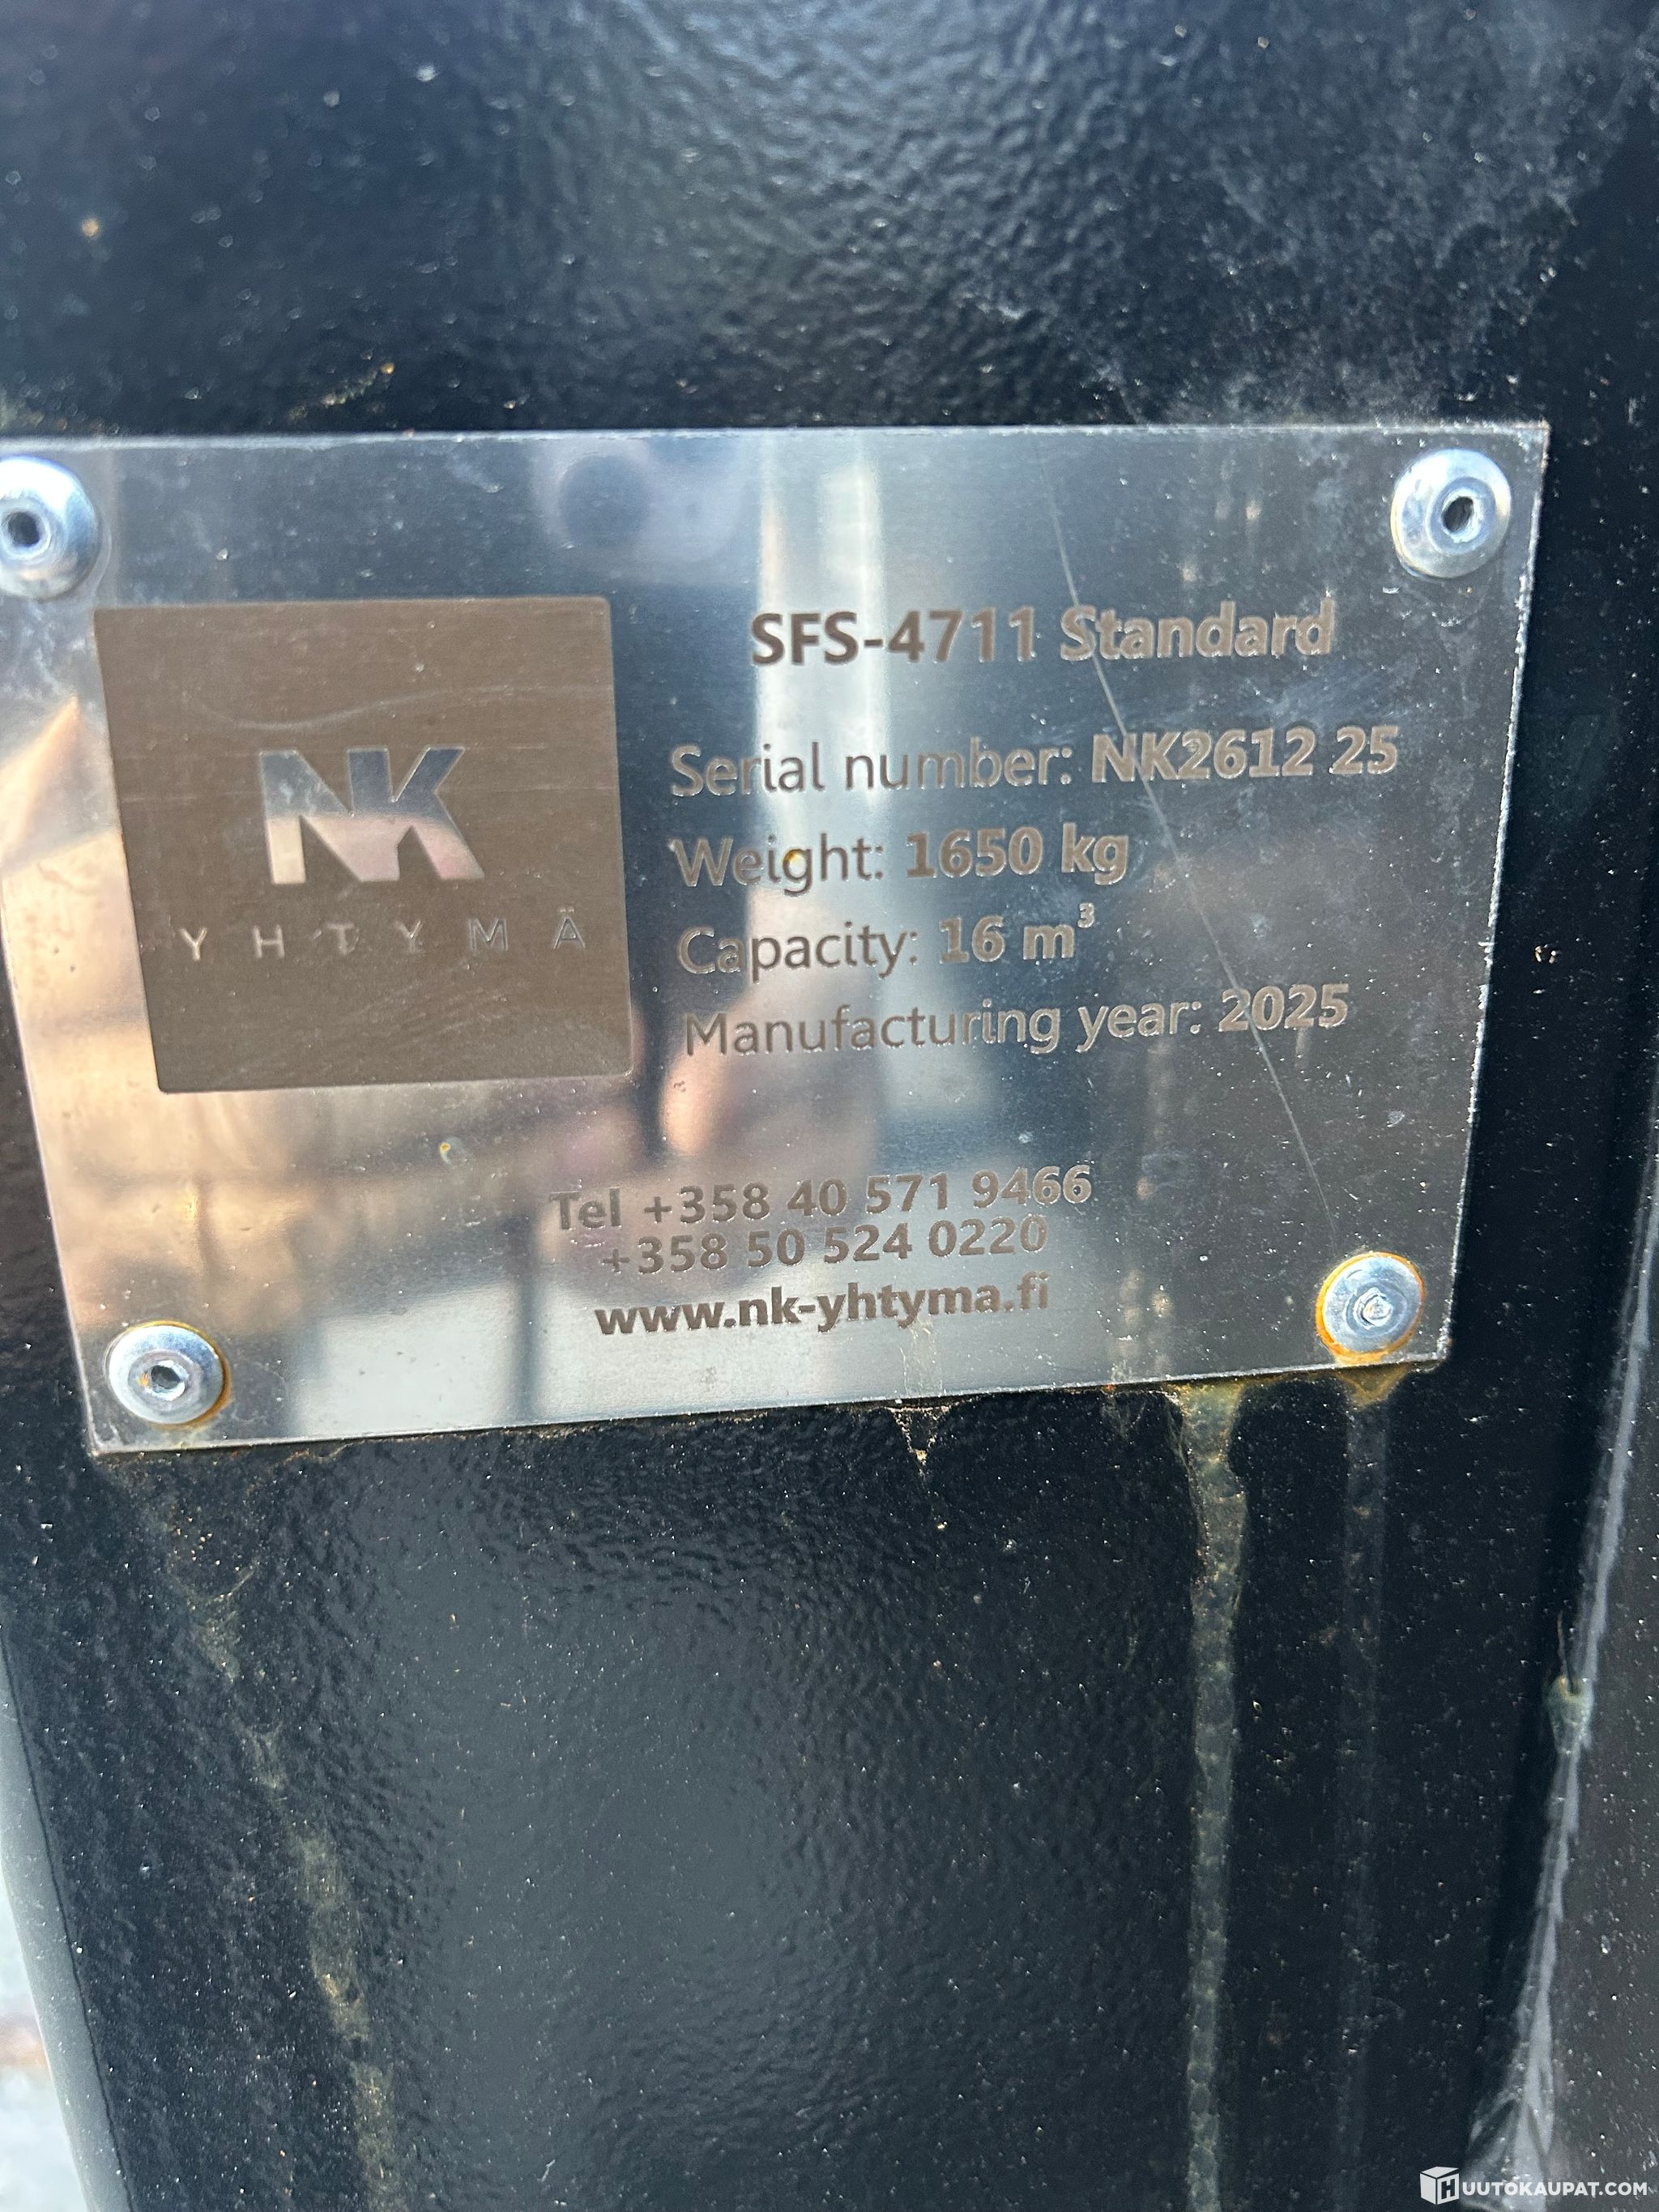 NK
YHTYMÄ
SFS-4711 Standard
Serial number: NK2612 25
Weight: 1650 kg
Capacity: 16 m³
Manufacturing year: 2025
Tel +358 40 571 9466
+358 50 524 0220
www.nk-yhtyma.fi
HUUTOKAUPAT.COM